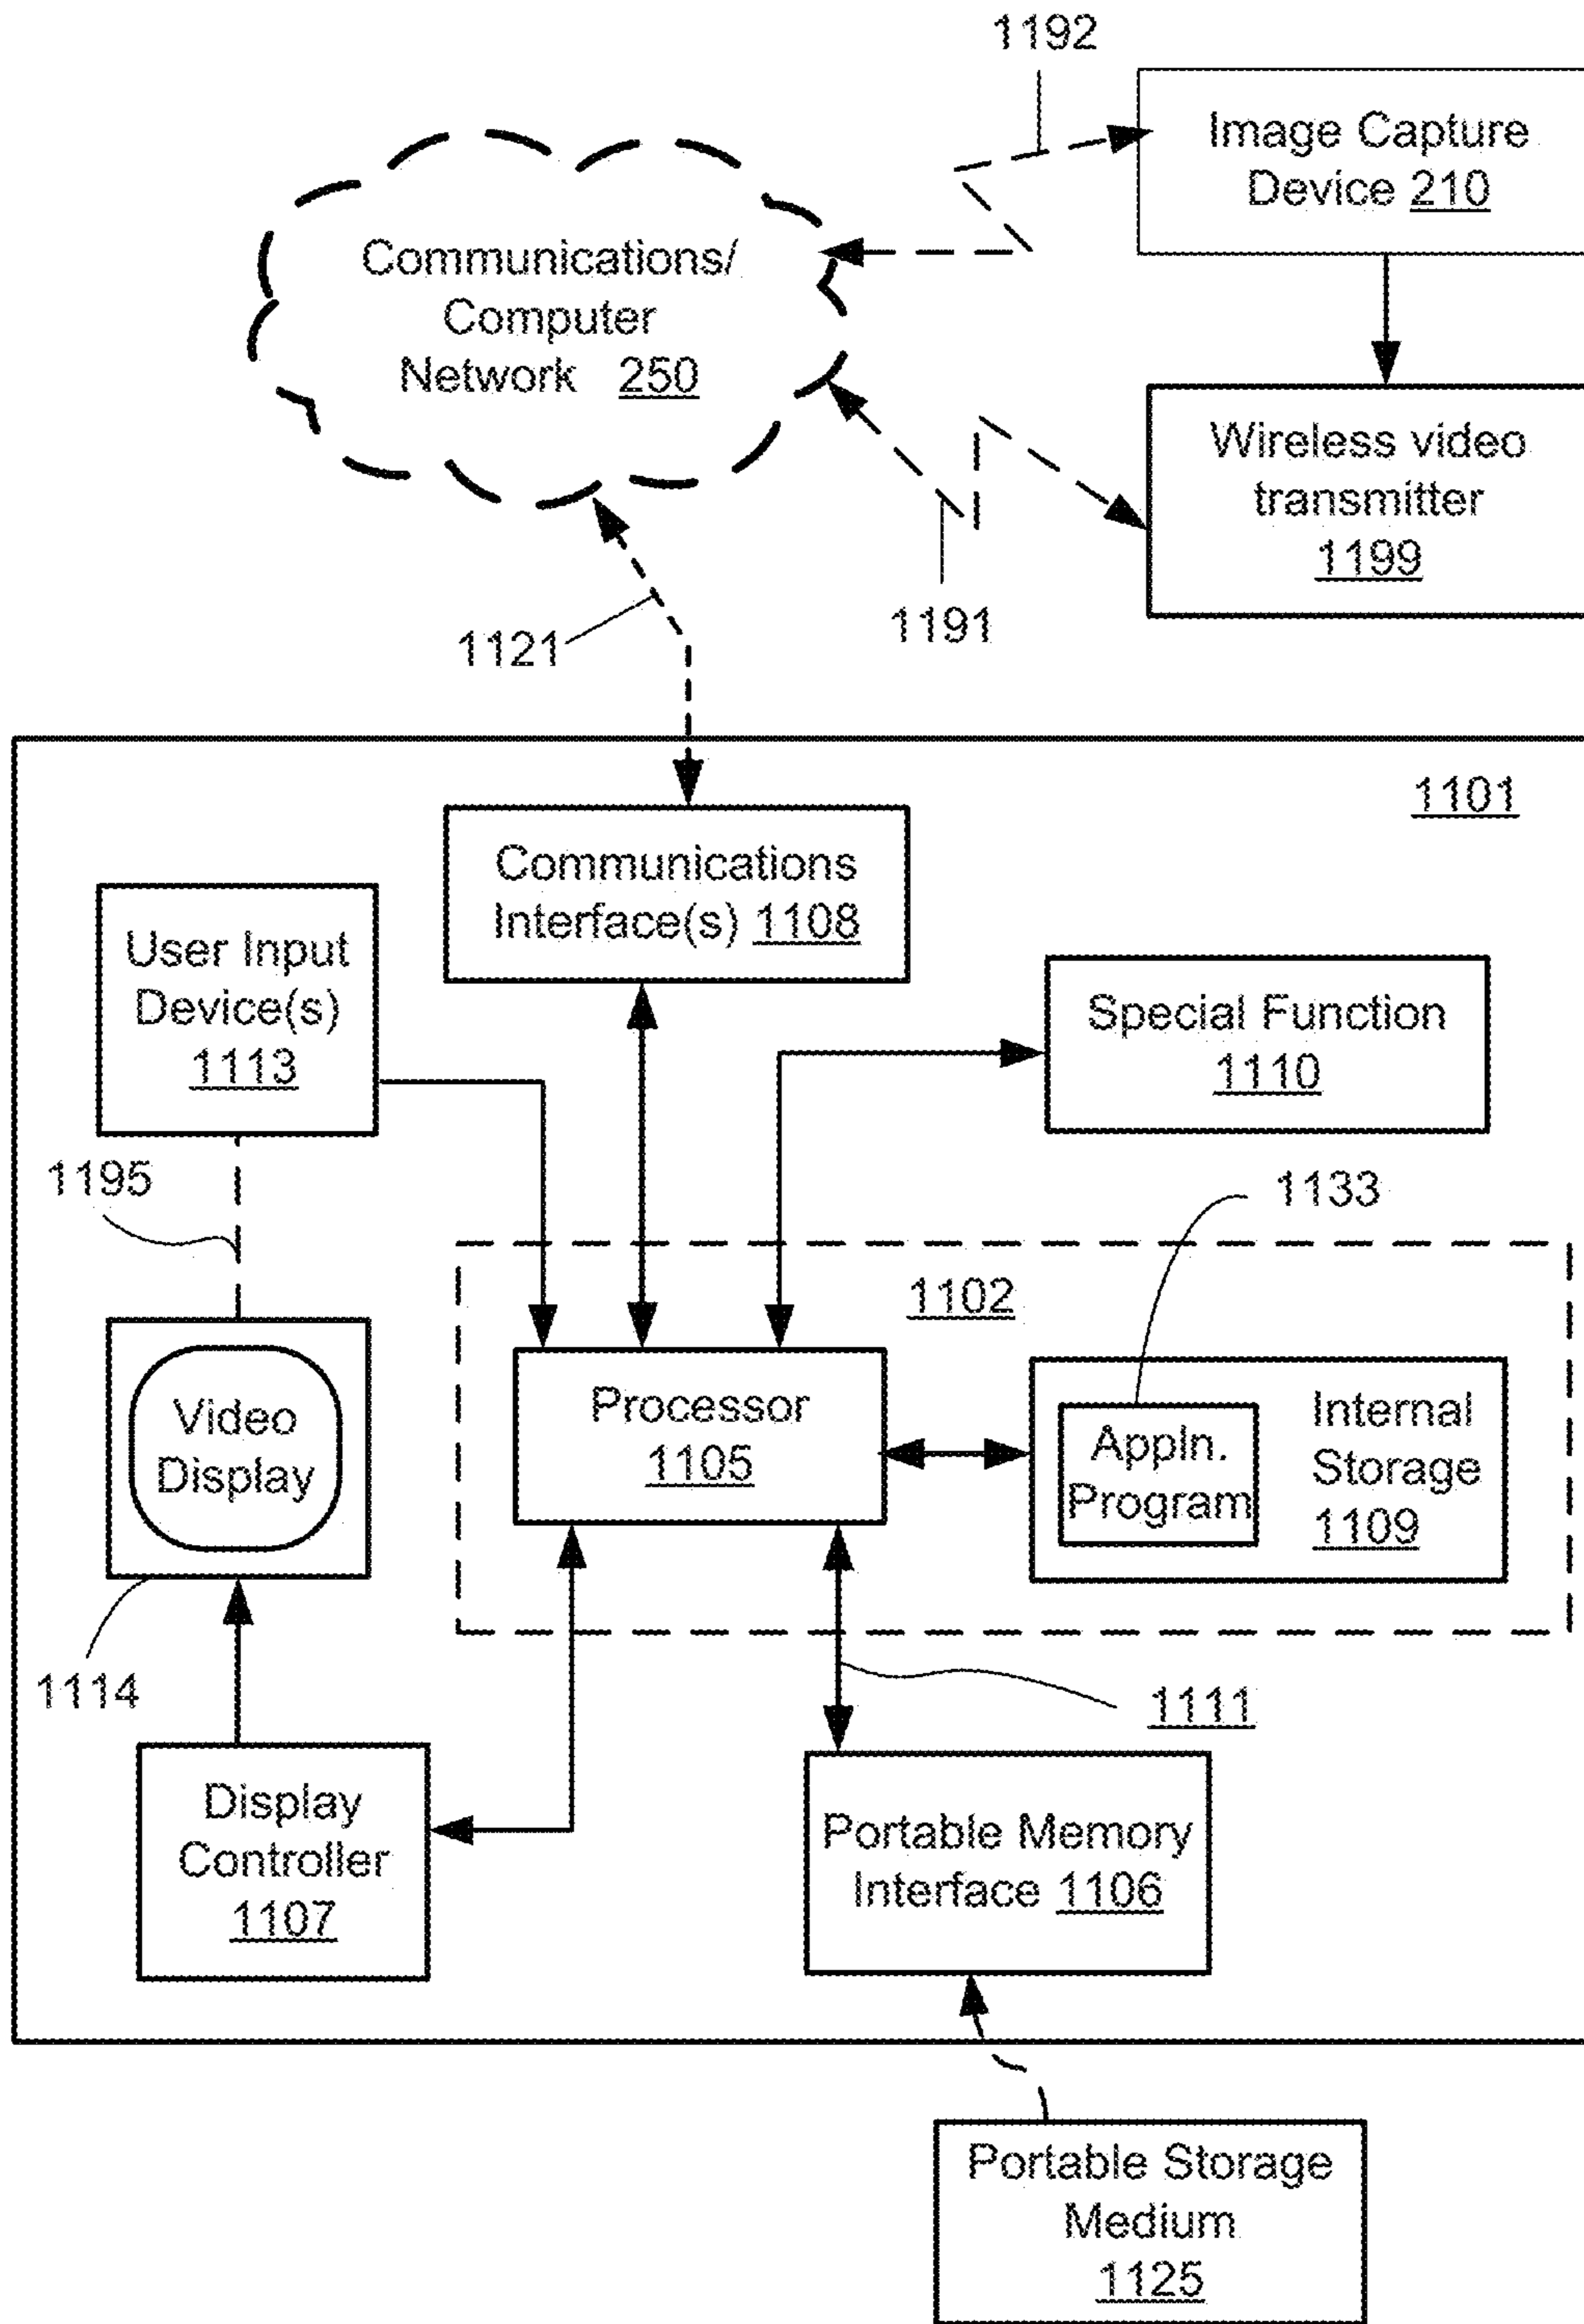 1192
Image Capture
Device 210
Communications/
Computer
Network 250
Wireless video
transmitter
1199
1191
1121
1101
Communications
Interface(s) 1108
User Input
Device(s)
1113
Special Function
1110
1195
1133
1102
Processor
1105
Appln.
Program
Internal
Storage
1109
Video
Display
1114
1111
Display
Controller
1107
Portable Memory
Interface 1106
Portable Storage
Medium
1125